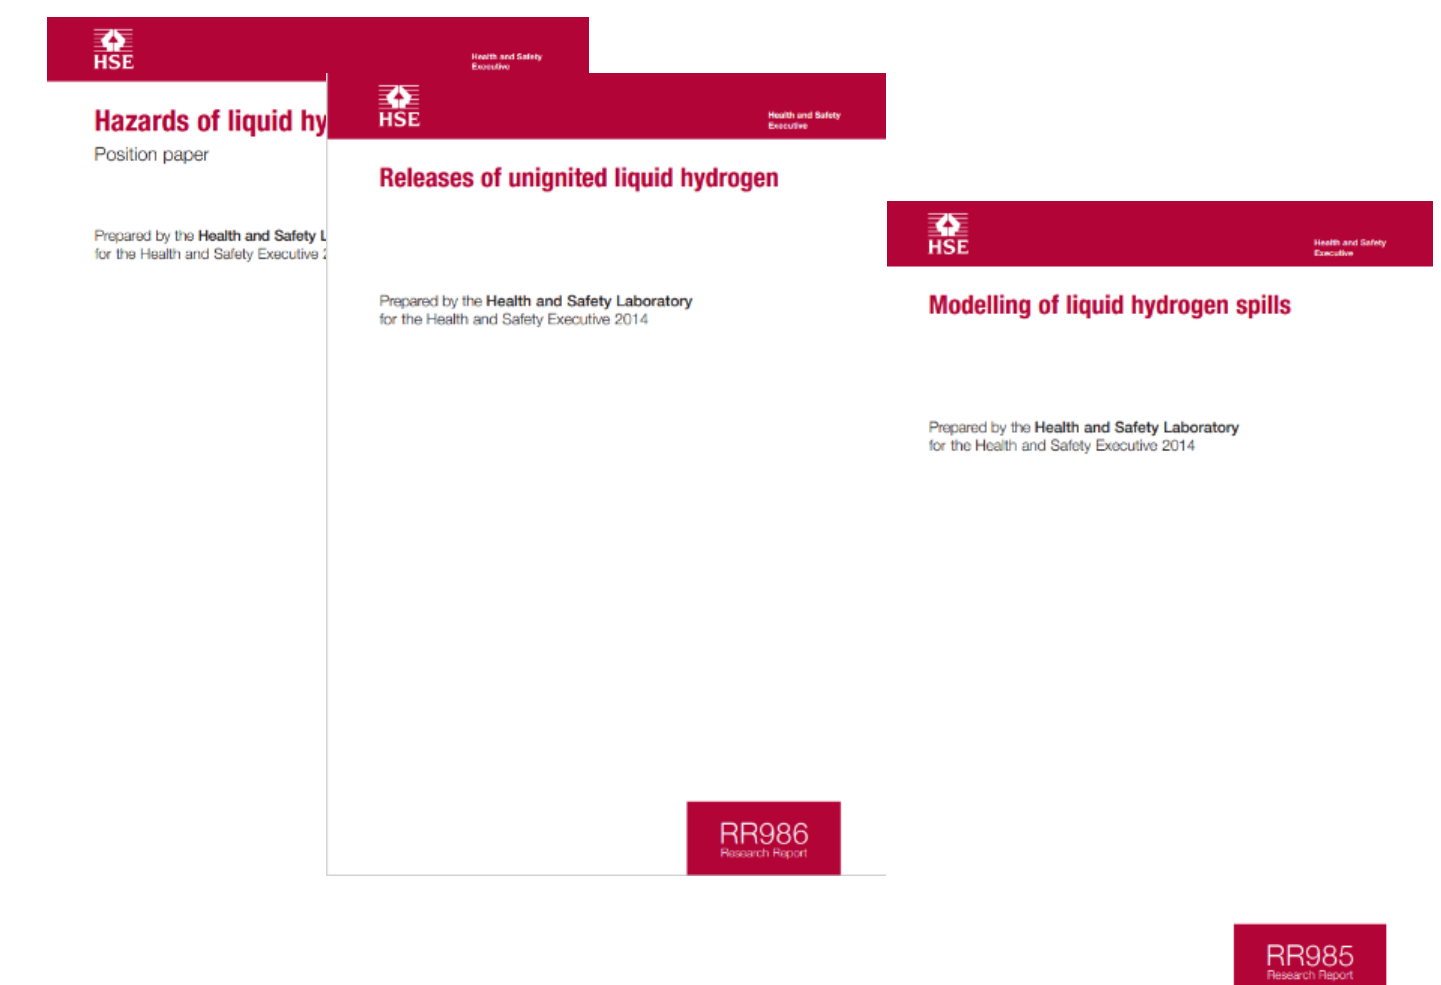 HSE
Health and Safety
Executive
Hazards of liquid hy
Position paper
Prepared by the Health and Safety L
for the Health and Safety Executive 2
HSE
Health and Safety
Executive
Releases of unignited liquid hydrogen
Prepared by the Health and Safety Laboratory
for the Health and Safety Executive 2014
RR986
Research Report
HSE
Health and Safety
Executive
Modelling of liquid hydrogen spills
Prepared by the Health and Safety Laboratory
for the Health and Safety Executive 2014
RR985
Research Report